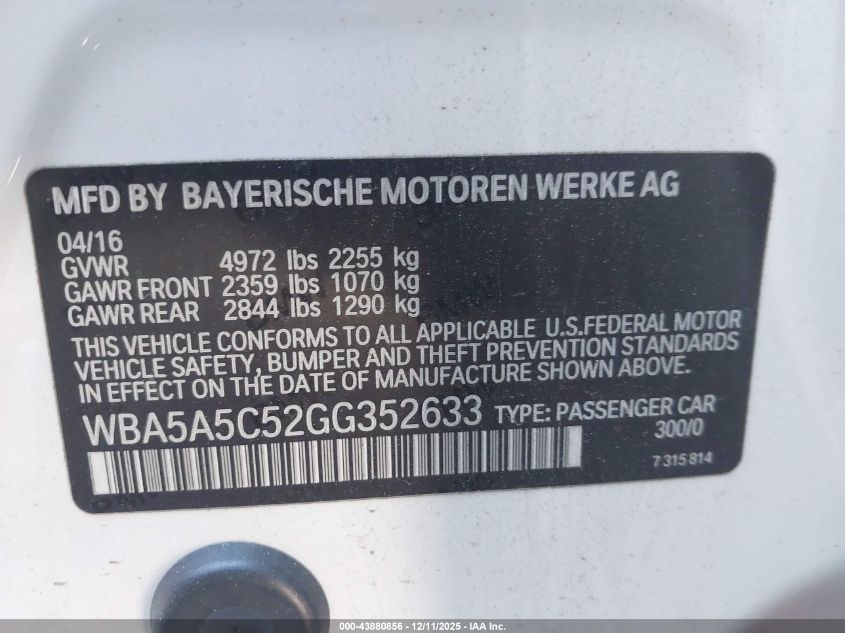 MFD BY BAYERISCHE MOTOREN WERKE AG
04/16
GVWR 4972 lbs 2255 kg
GAWR FRONT 2359 lbs 1070 kg
GAWR REAR 2844 lbs 1290 kg
THIS VEHICLE CONFORMS TO ALL APPLICABLE U.S.FEDERAL MOTOR
VEHICLE SAFETY, BUMPER AND THEFT PREVENTION STANDARDS
IN EFFECT ON THE DATE OF MANUFACTURE SHOWN ABOVE.
WBA5A5C52GG352633 TYPE: PASSENGER CAR
300/0
7 315 814
000-43880856 - 12/11/2025 - IAA Inc.